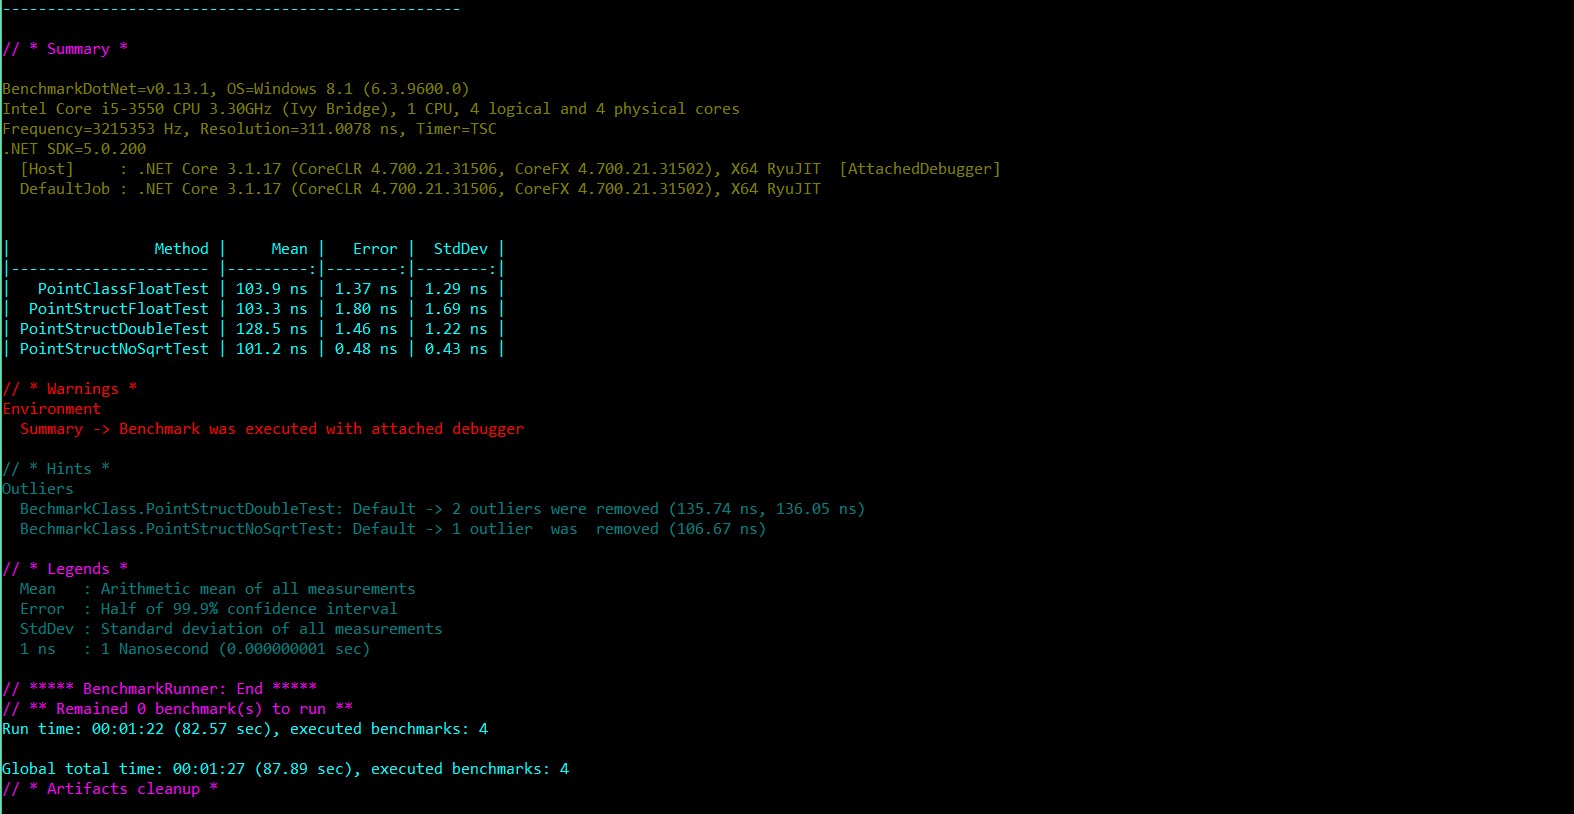 ---------------------------------------------------
// * Summary *
BenchmarkDotNet=v0.13.1, OS=Windows 8.1 (6.3.9600.0)
Intel Core i5-3550 CPU 3.30GHz (Ivy Bridge), 1 CPU, 4 logical and 4 physical cores
Frequency=3215353 Hz, Resolution=311.0078 ns, Timer=TSC
.NET SDK=5.0.200
  [Host]     : .NET Core 3.1.17 (CoreCLR 4.700.21.31506, CoreFX 4.700.21.31502), X64 RyuJIT  [AttachedDebugger]
  DefaultJob : .NET Core 3.1.17 (CoreCLR 4.700.21.31506, CoreFX 4.700.21.31502), X64 RyuJIT
|                Method |     Mean |   Error |  StdDev |
|---------------------- |---------:|--------:|--------:|
|   PointClassFloatTest | 103.9 ns | 1.37 ns | 1.29 ns |
|  PointStructFloatTest | 103.3 ns | 1.80 ns | 1.69 ns |
| PointStructDoubleTest | 128.5 ns | 1.46 ns | 1.22 ns |
| PointStructNoSqrtTest | 101.2 ns | 0.48 ns | 0.43 ns |
// * Warnings *
Environment
  Summary -> Benchmark was executed with attached debugger
// * Hints *
Outliers
  BechmarkClass.PointStructDoubleTest: Default -> 2 outliers were removed (135.74 ns, 136.05 ns)
  BechmarkClass.PointStructNoSqrtTest: Default -> 1 outlier  was  removed (106.67 ns)
// * Legends *
  Mean   : Arithmetic mean of all measurements
  Error  : Half of 99.9% confidence interval
  StdDev : Standard deviation of all measurements
  1 ns   : 1 Nanosecond (0.000000001 sec)
// ***** BenchmarkRunner: End *****
// ** Remained 0 benchmark(s) to run **
Run time: 00:01:22 (82.57 sec), executed benchmarks: 4
Global total time: 00:01:27 (87.89 sec), executed benchmarks: 4
// * Artifacts cleanup *